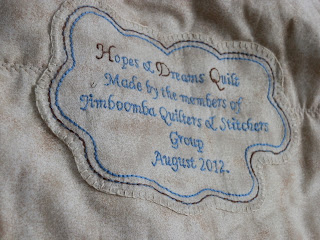 Hopes & Dreams Quilt
Made by the members of
Jimboomba Quilters & Stitchers
Group
August 2012.